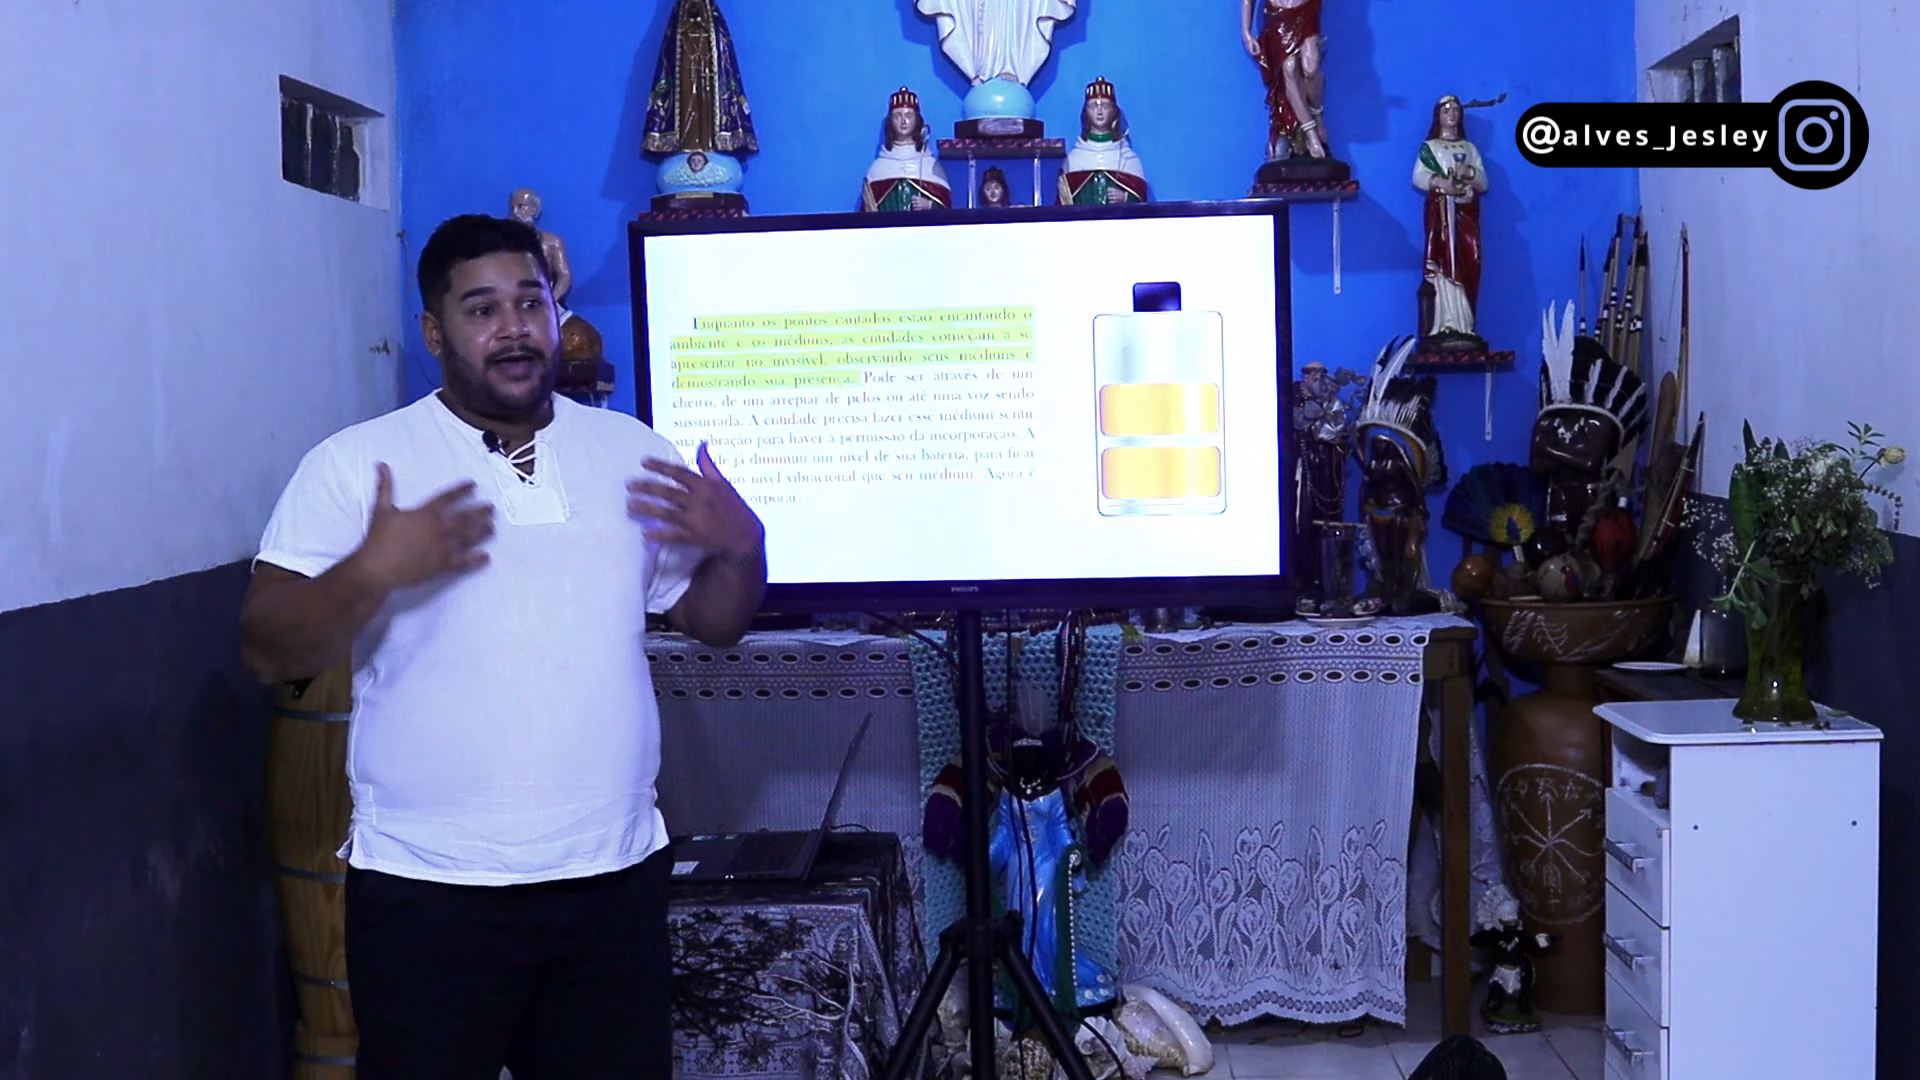 @alves_Jesley
Enquanto os pontos cantados estão encantando o
ambiente e os médiuns, as entidades começam a se
apresentar no invisível, observando seus médiuns e
demostrando sua presença. Pode ser através de um
cheiro, de um arrepiar de pelos ou até uma voz sendo
sussurrada. A entidade precisa fazer esse médium sentir
sua vibração para haver a permissão da incorporação. A
já diminuiu um nível de sua bateria, para ficar
no nível vibracional que seu médium. Agora é
PHILIPS